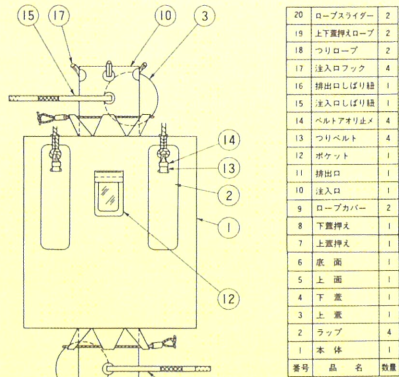 17
10
3
15
14
13
2
1
12
20 ロープスライダー 2
19 上下蓋押えロープ 2
18 つりロープ 2
17 注入口フック 4
16 排出口しばり紐 1
15 注入口しばり紐 1
14 ベルトアオリ止メ 4
13 つりベルト 4
12 ポケット 1
11 排出口 1
10 注入口 1
9 ロープカバー 2
8 下蓋押え 1
7 上蓋押え 1
6 底面 1
5 上面 1
4 下蓋 1
3 上蓋 1
2 ラップ 4
1 本体 1
番号 品名 数量